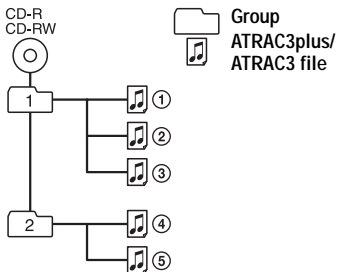 CD-R
CD-RW
Group
ATRAC3plus/
ATRAC3 file
1
①
②
③
2
④
⑤